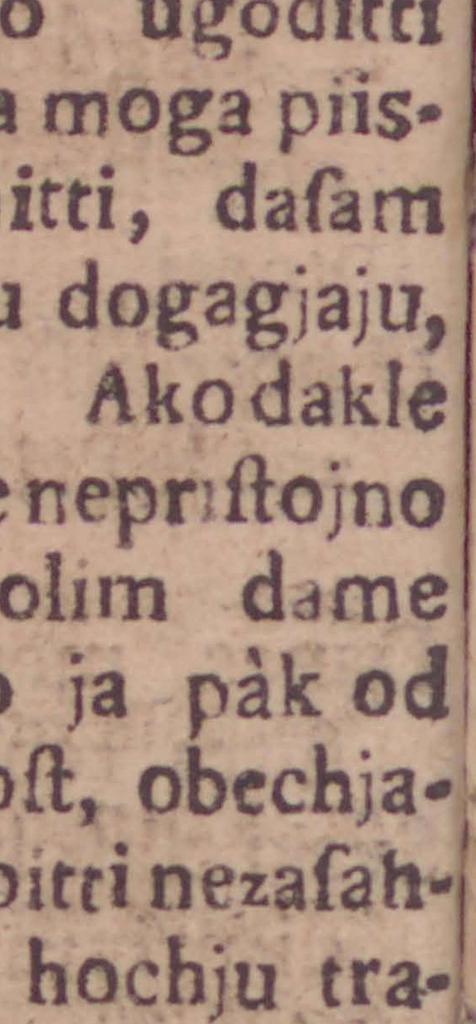 o ugoditti
a moga piis-
itti, daſam
u dogagjaju,
Ako dakle
e nepriſtojno
olim dame
o ja pàk od
oſt, obechja-
bitti nezaſah-
hochju tra-